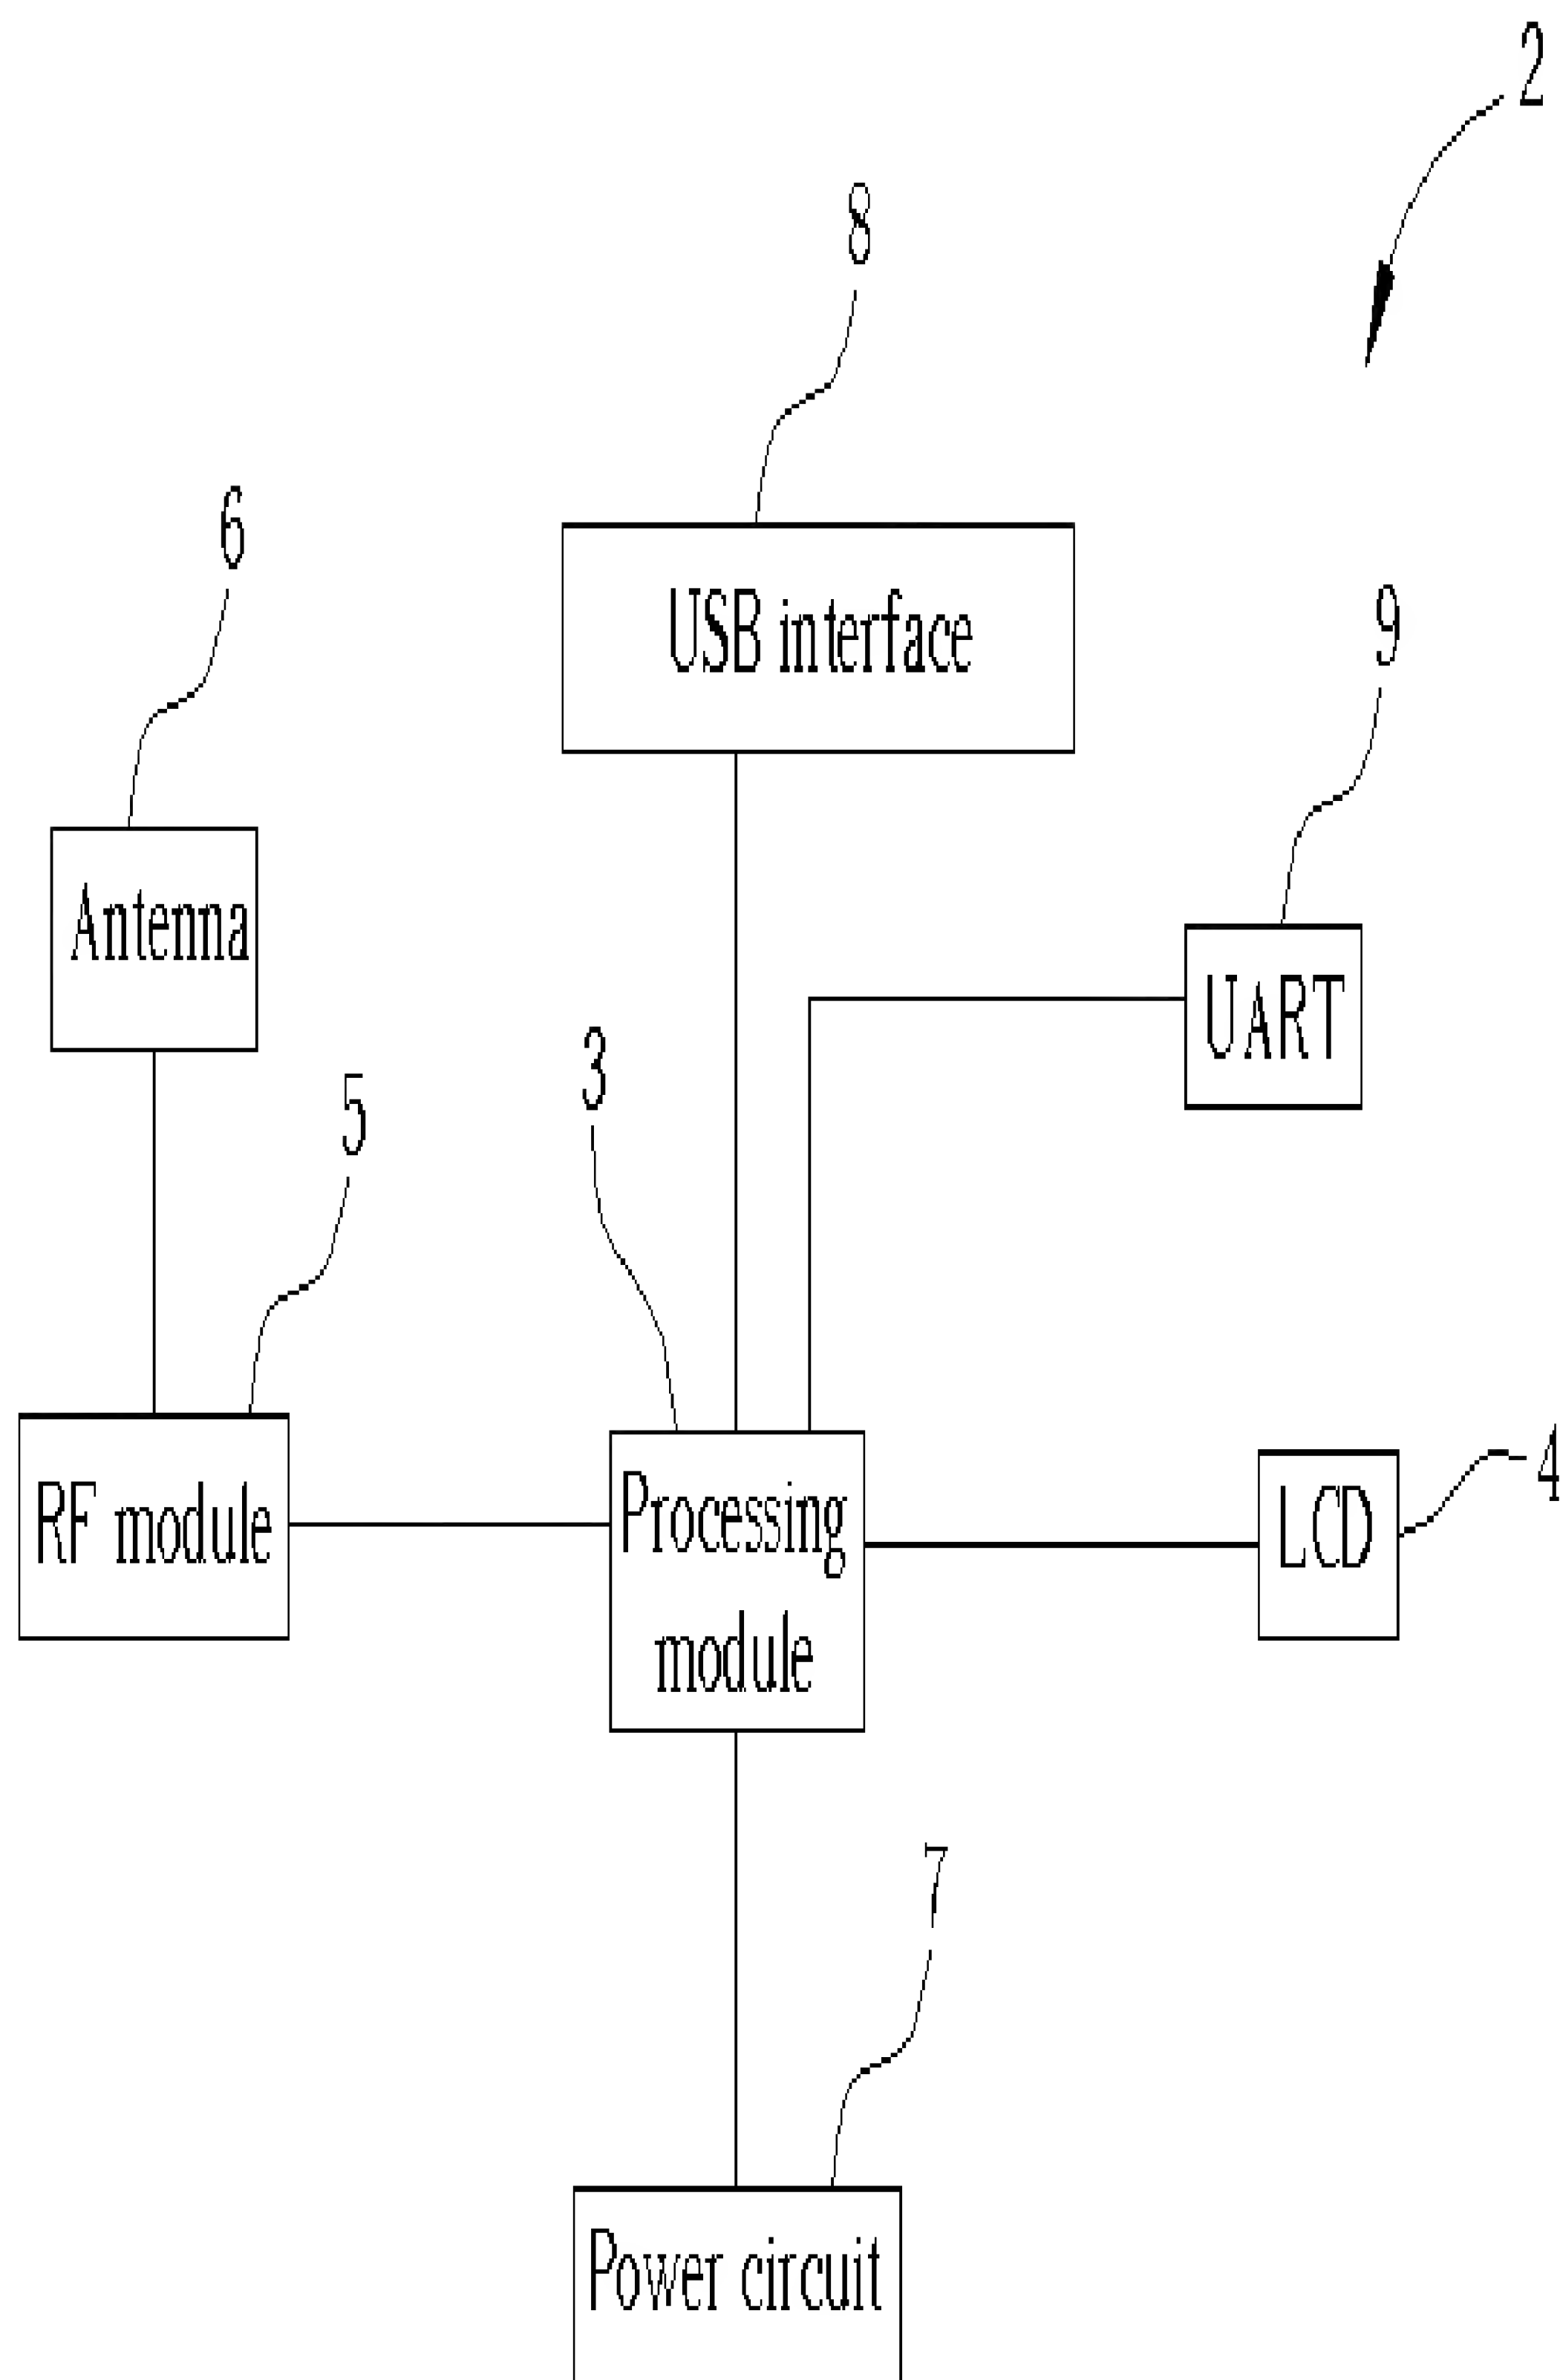 2
8
6
USB interface
9
Antenna
UART
3
5
4
RF module
Processing
module
LCD
7
Power circuit